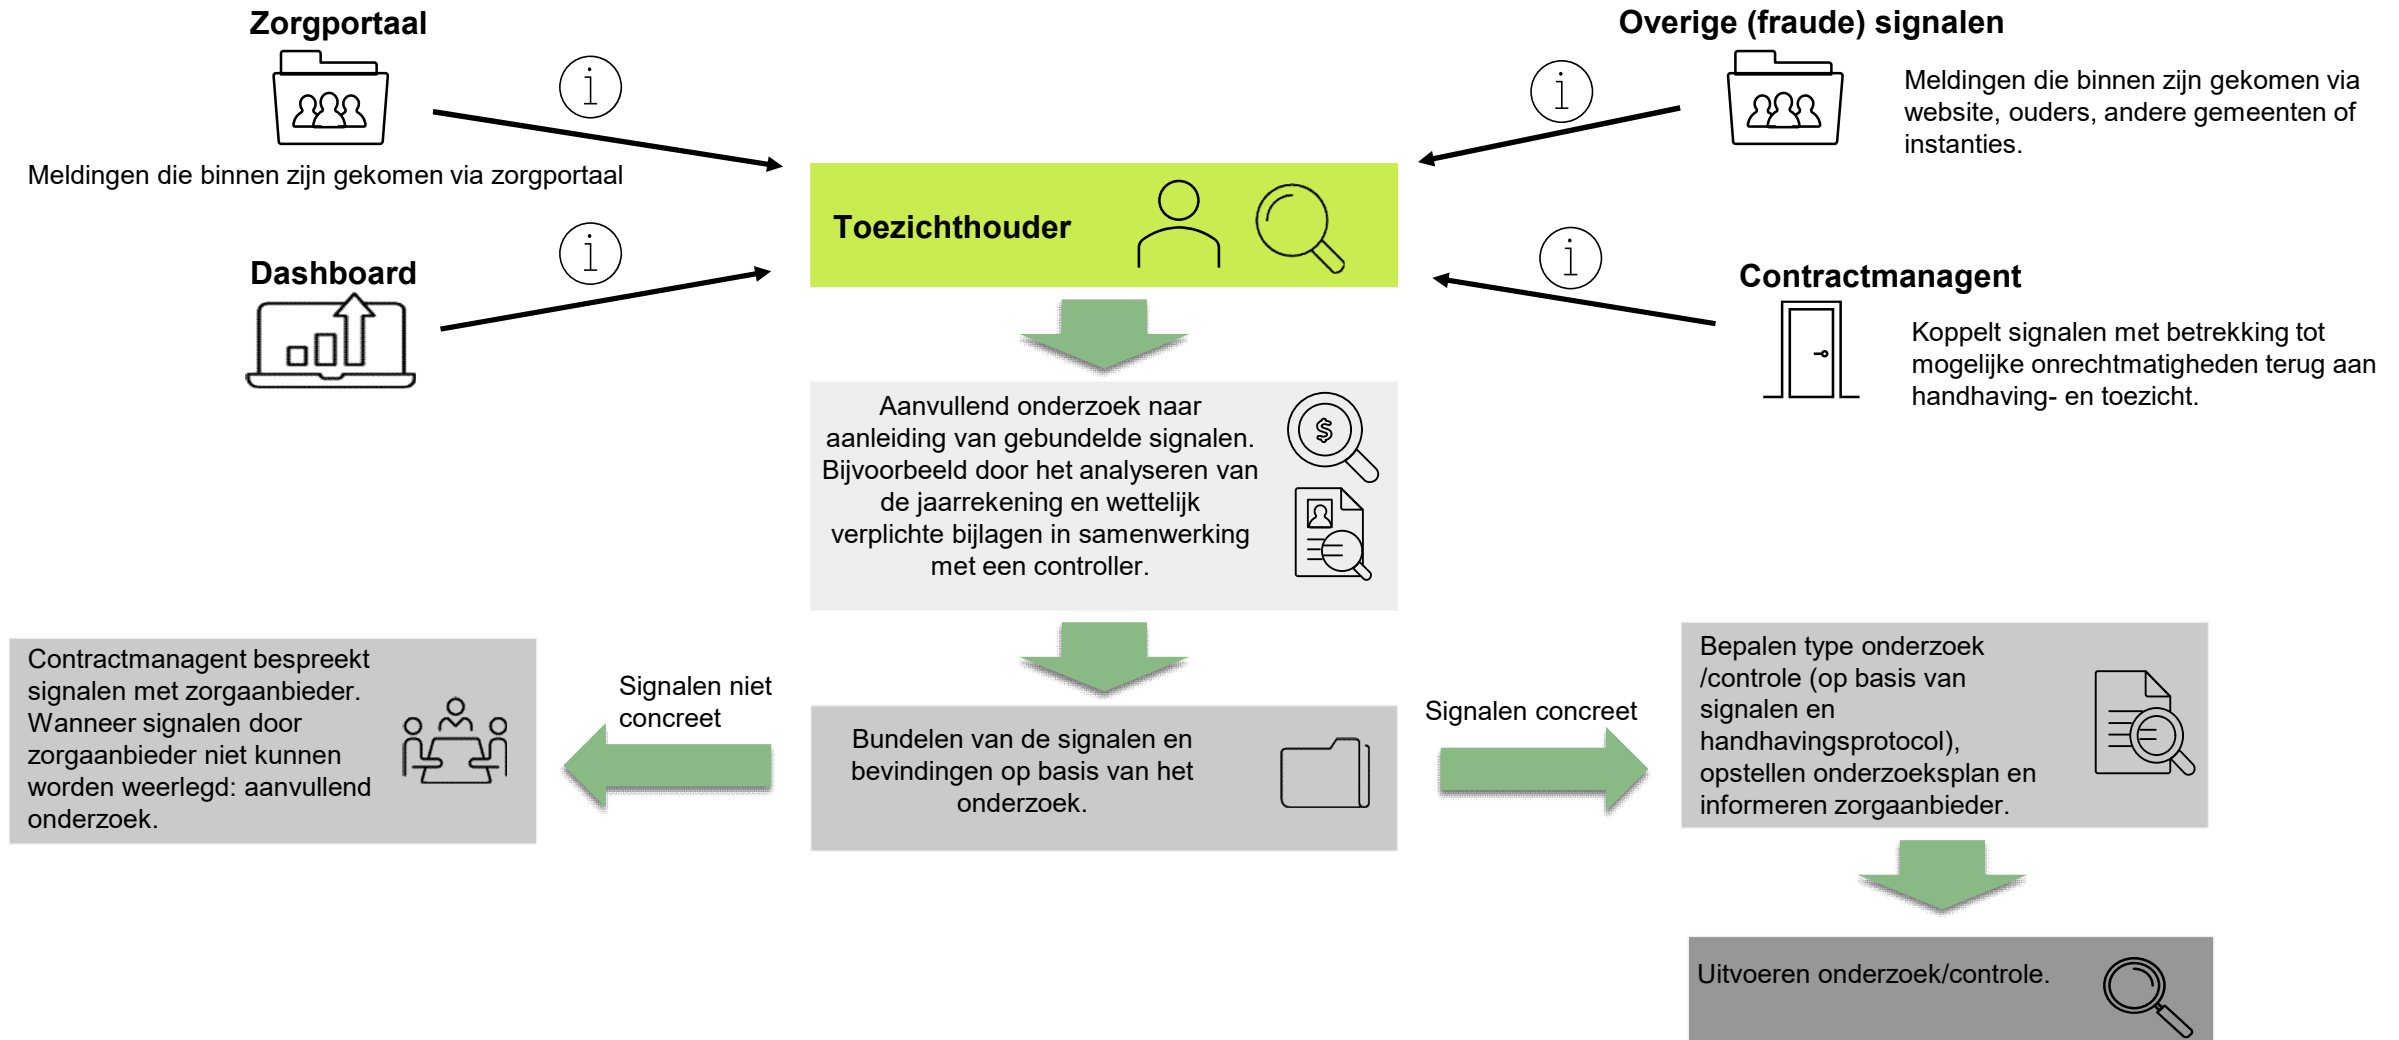 Zorgportaal
Meldingen die binnen zijn gekomen via zorgportaal
Dashboard
Overige (fraude) signalen
Meldingen die binnen zijn gekomen via
website, ouders, andere gemeenten of
instanties.
Contractmanagent
Koppelt signalen met betrekking tot
mogelijke onrechtmatigheden terug aan
handhaving- en toezicht.
i
i
i
i
Toezichthouder
Aanvullend onderzoek naar
aanleiding van gebundelde signalen.
Bijvoorbeeld door het analyseren van
de jaarrekening en wettelijk
verplichte bijlagen in samenwerking
met een controller.
$
Bundelen van de signalen en
bevindingen op basis van het
onderzoek.
Signalen niet
concreet
Contractmanagent bespreekt
signalen met zorgaanbieder.
Wanneer signalen door
zorgaanbieder niet kunnen
worden weerlegd: aanvullend
onderzoek.
Signalen concreet
Bepalen type onderzoek
/controle (op basis van
signalen en
handhavingsprotocol),
opstellen onderzoeksplan en
informeren zorgaanbieder.
Uitvoeren onderzoek/controle.